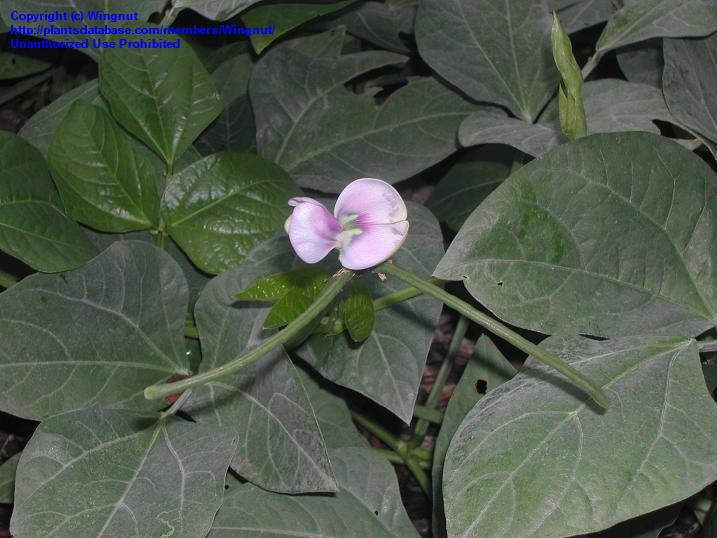 Copyright (c) Wingnut
http://plantsdatabase.com/members/Wingnut/
Unauthorized Use Prohibited